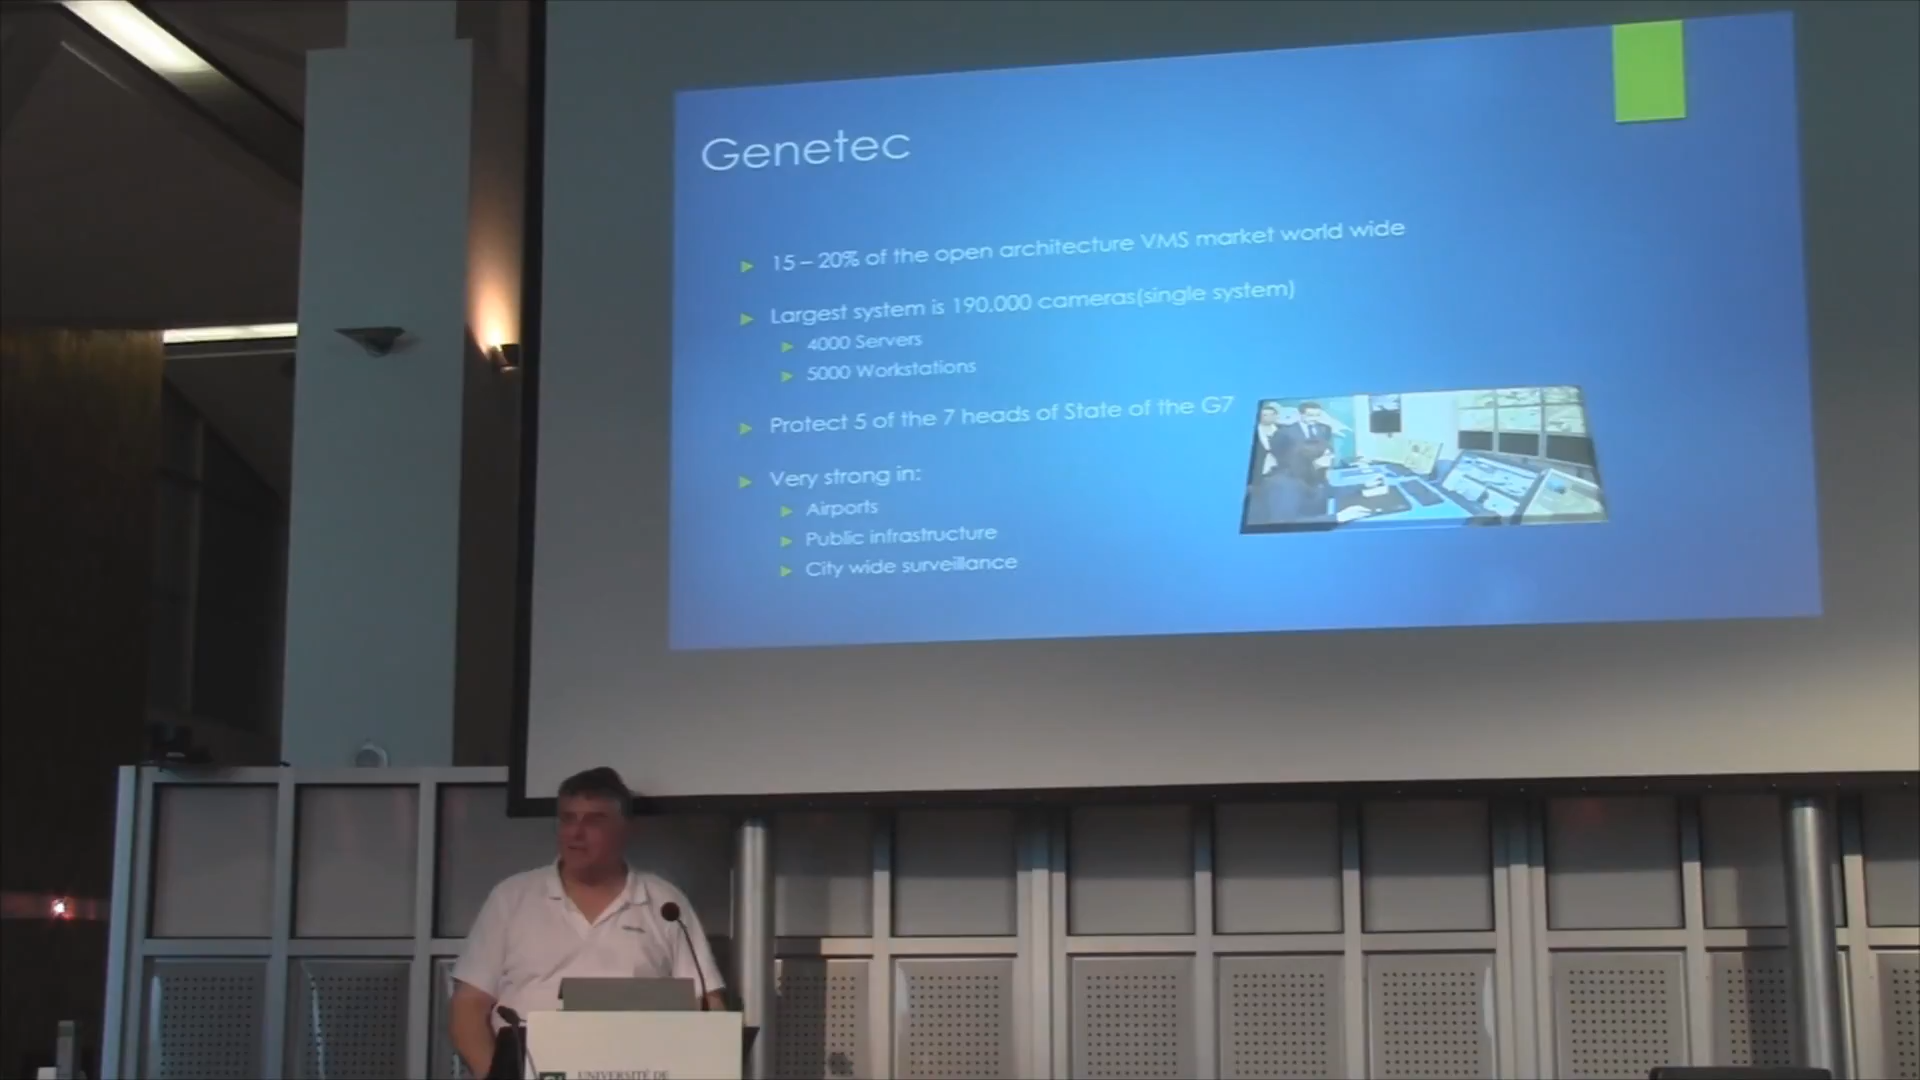 Genetec
15 – 20% of the open architecture VMS market world wide
Largest system is 190.000 cameras(single system)
4000 Servers
5000 Workstations
Protect 5 of the 7 heads of State of the G7
Very strong in:
Airports
Public infrastructure
City wide surveillance
UNIVERSITÉ DE